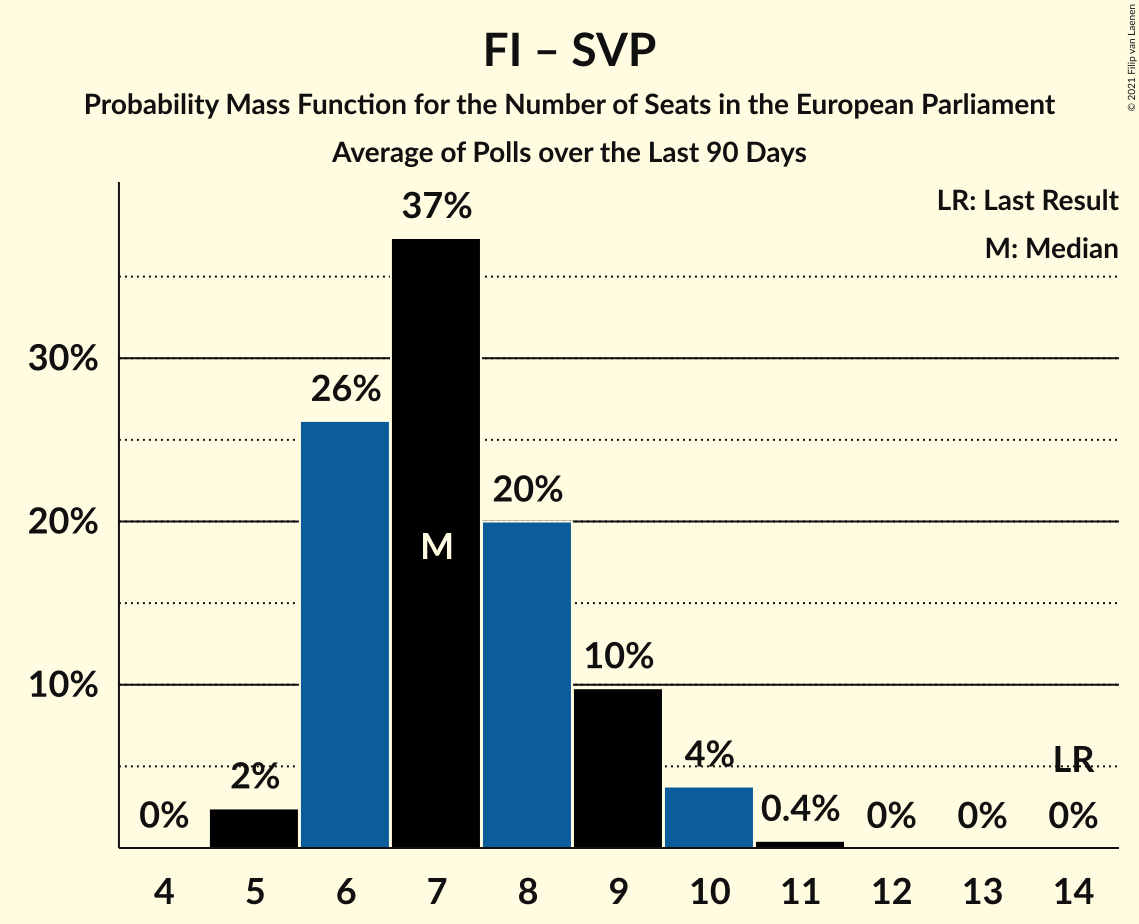 FI – SVP
Probability Mass Function for the Number of Seats in the European Parliament
Average of Polls over the Last 90 Days
© 2021 Filip van Laenen
LR: Last Result
M: Median
30%
20%
10%
0%
2%
26%
37%
M
20%
10%
4%
0.4%
0%
0%
LR
0%
4 5 6 7 8 9 10 11 12 13 14